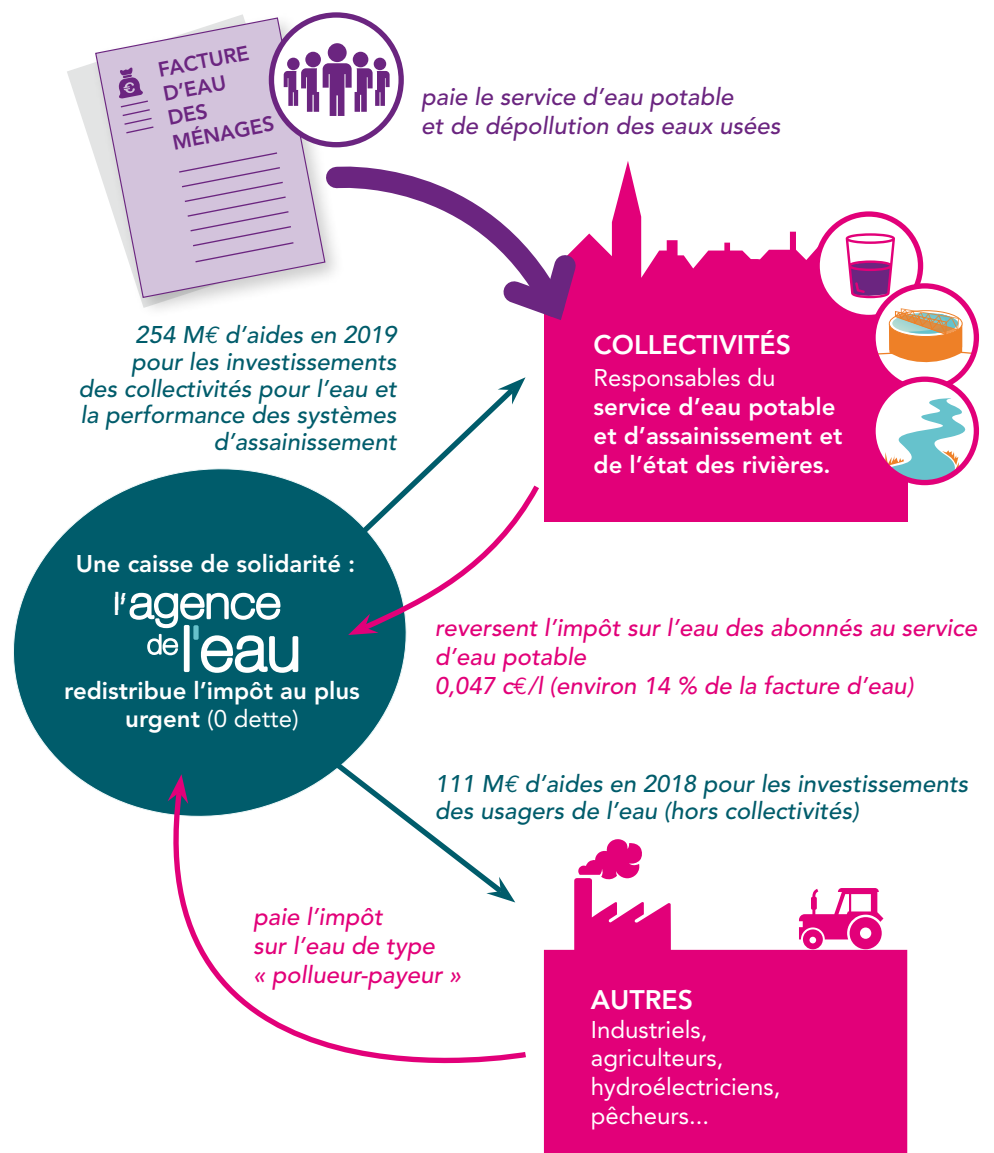 FACTURE
D'EAU
DES
MÉNAGES
€
paie le service d'eau potable
et de dépollution des eaux usées
254 M€ d'aides en 2019
pour les investissements
des collectivités pour l'eau et
la performance des systèmes
d'assainissement
COLLECTIVITÉS
Responsables du
service d'eau potable
et d'assainissement et
de l'état des rivières.
Une caisse de solidarité :
l'agence
de l'eau
redistribue l'impôt au plus
urgent (0 dette)
reversent l'impôt sur l'eau des abonnés au service
d'eau potable
0,047 c€/l (environ 14 % de la facture d'eau)
111 M€ d'aides en 2018 pour les investissements
des usagers de l'eau (hors collectivités)
paie l'impôt
sur l'eau de type
« pollueur-payeur »
AUTRES
Industriels,
agriculteurs,
hydroélectriciens,
pêcheurs...